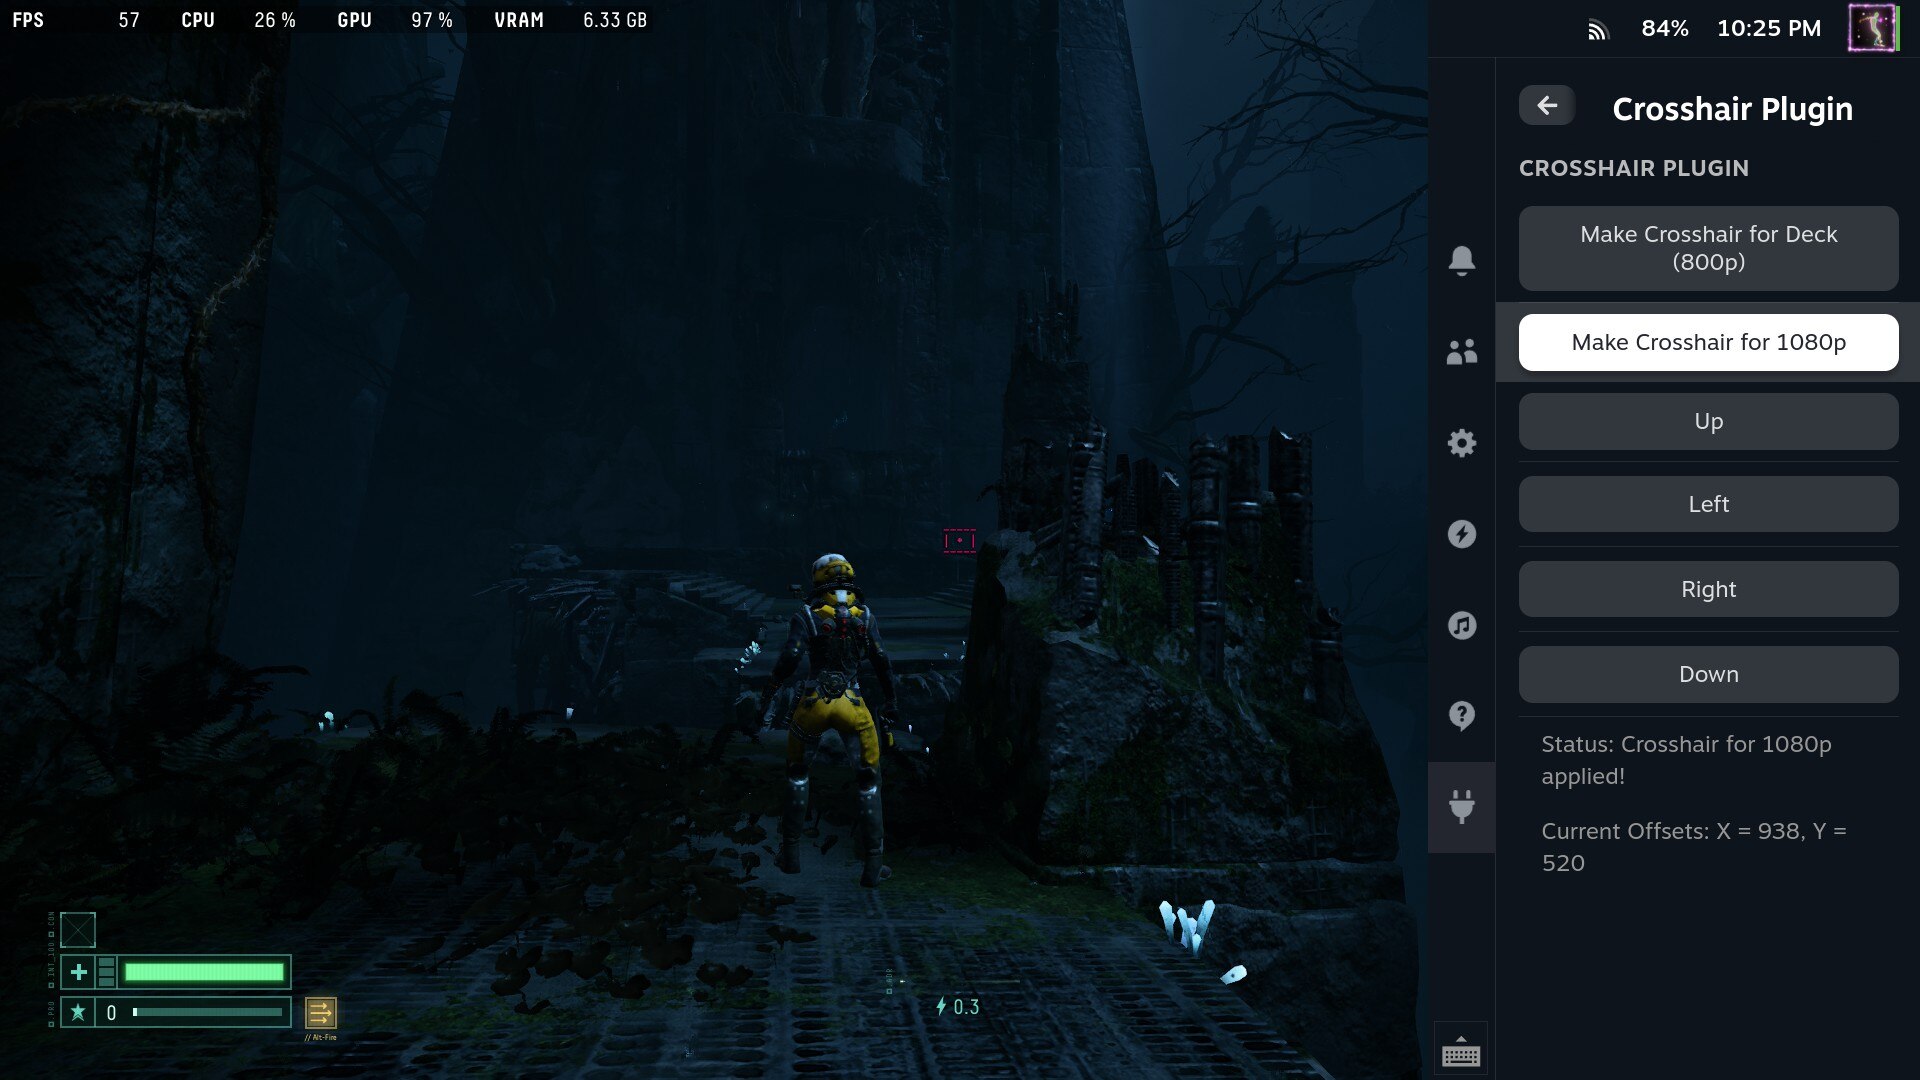 FPS 57 CPU 26 % GPU 97 % VRAM 6.33 GB
84% 10:25 PM
Crosshair Plugin
CROSSHAIR PLUGIN
Make Crosshair for Deck
(800p)
Make Crosshair for 1080p
Up
Left
Right
Down
Status: Crosshair for 1080p
applied!
Current Offsets: X = 938, Y =
520
0
// Alt-Fire
0.3